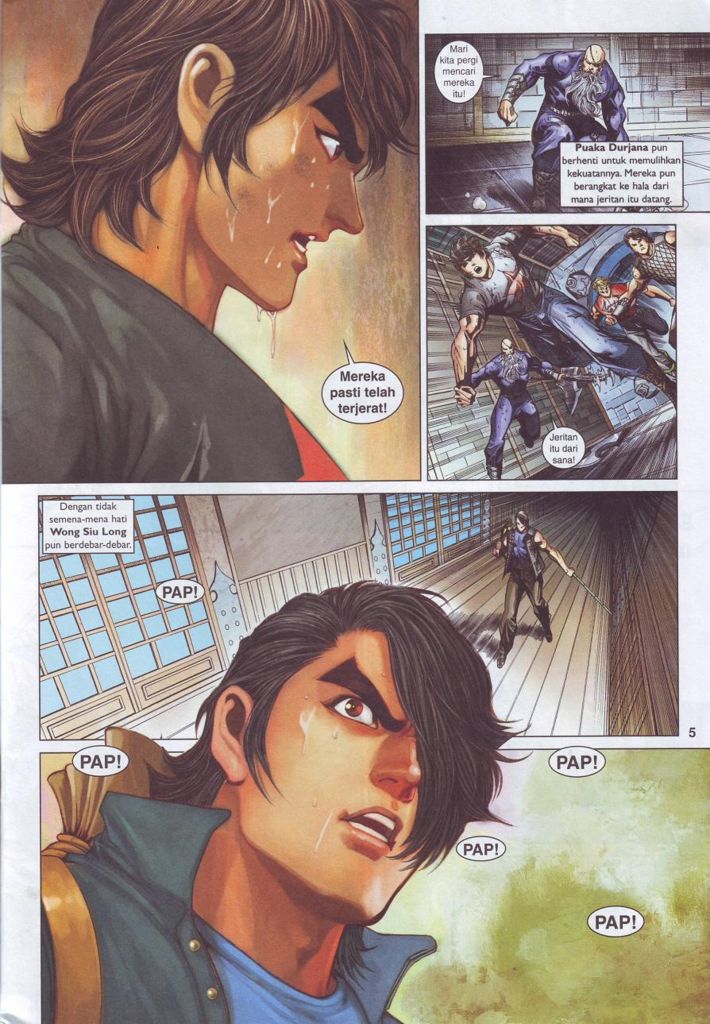 Mereka
pasti telah
terjerat!
Mari
kita pergi
mencari
mereka
itu!
Puaka Durjana pun
berhenti untuk memulihkan
kekuatannya. Mereka pun
berangkat ke hala dari
mana jeritan itu datang.
Jeritan
itu dari
sana!
Dengan tidak
semena-mena hati
Wong Siu Long
pun berdebar-debar.
PAP!
5
PAP!
PAP!
PAP!
PAP!